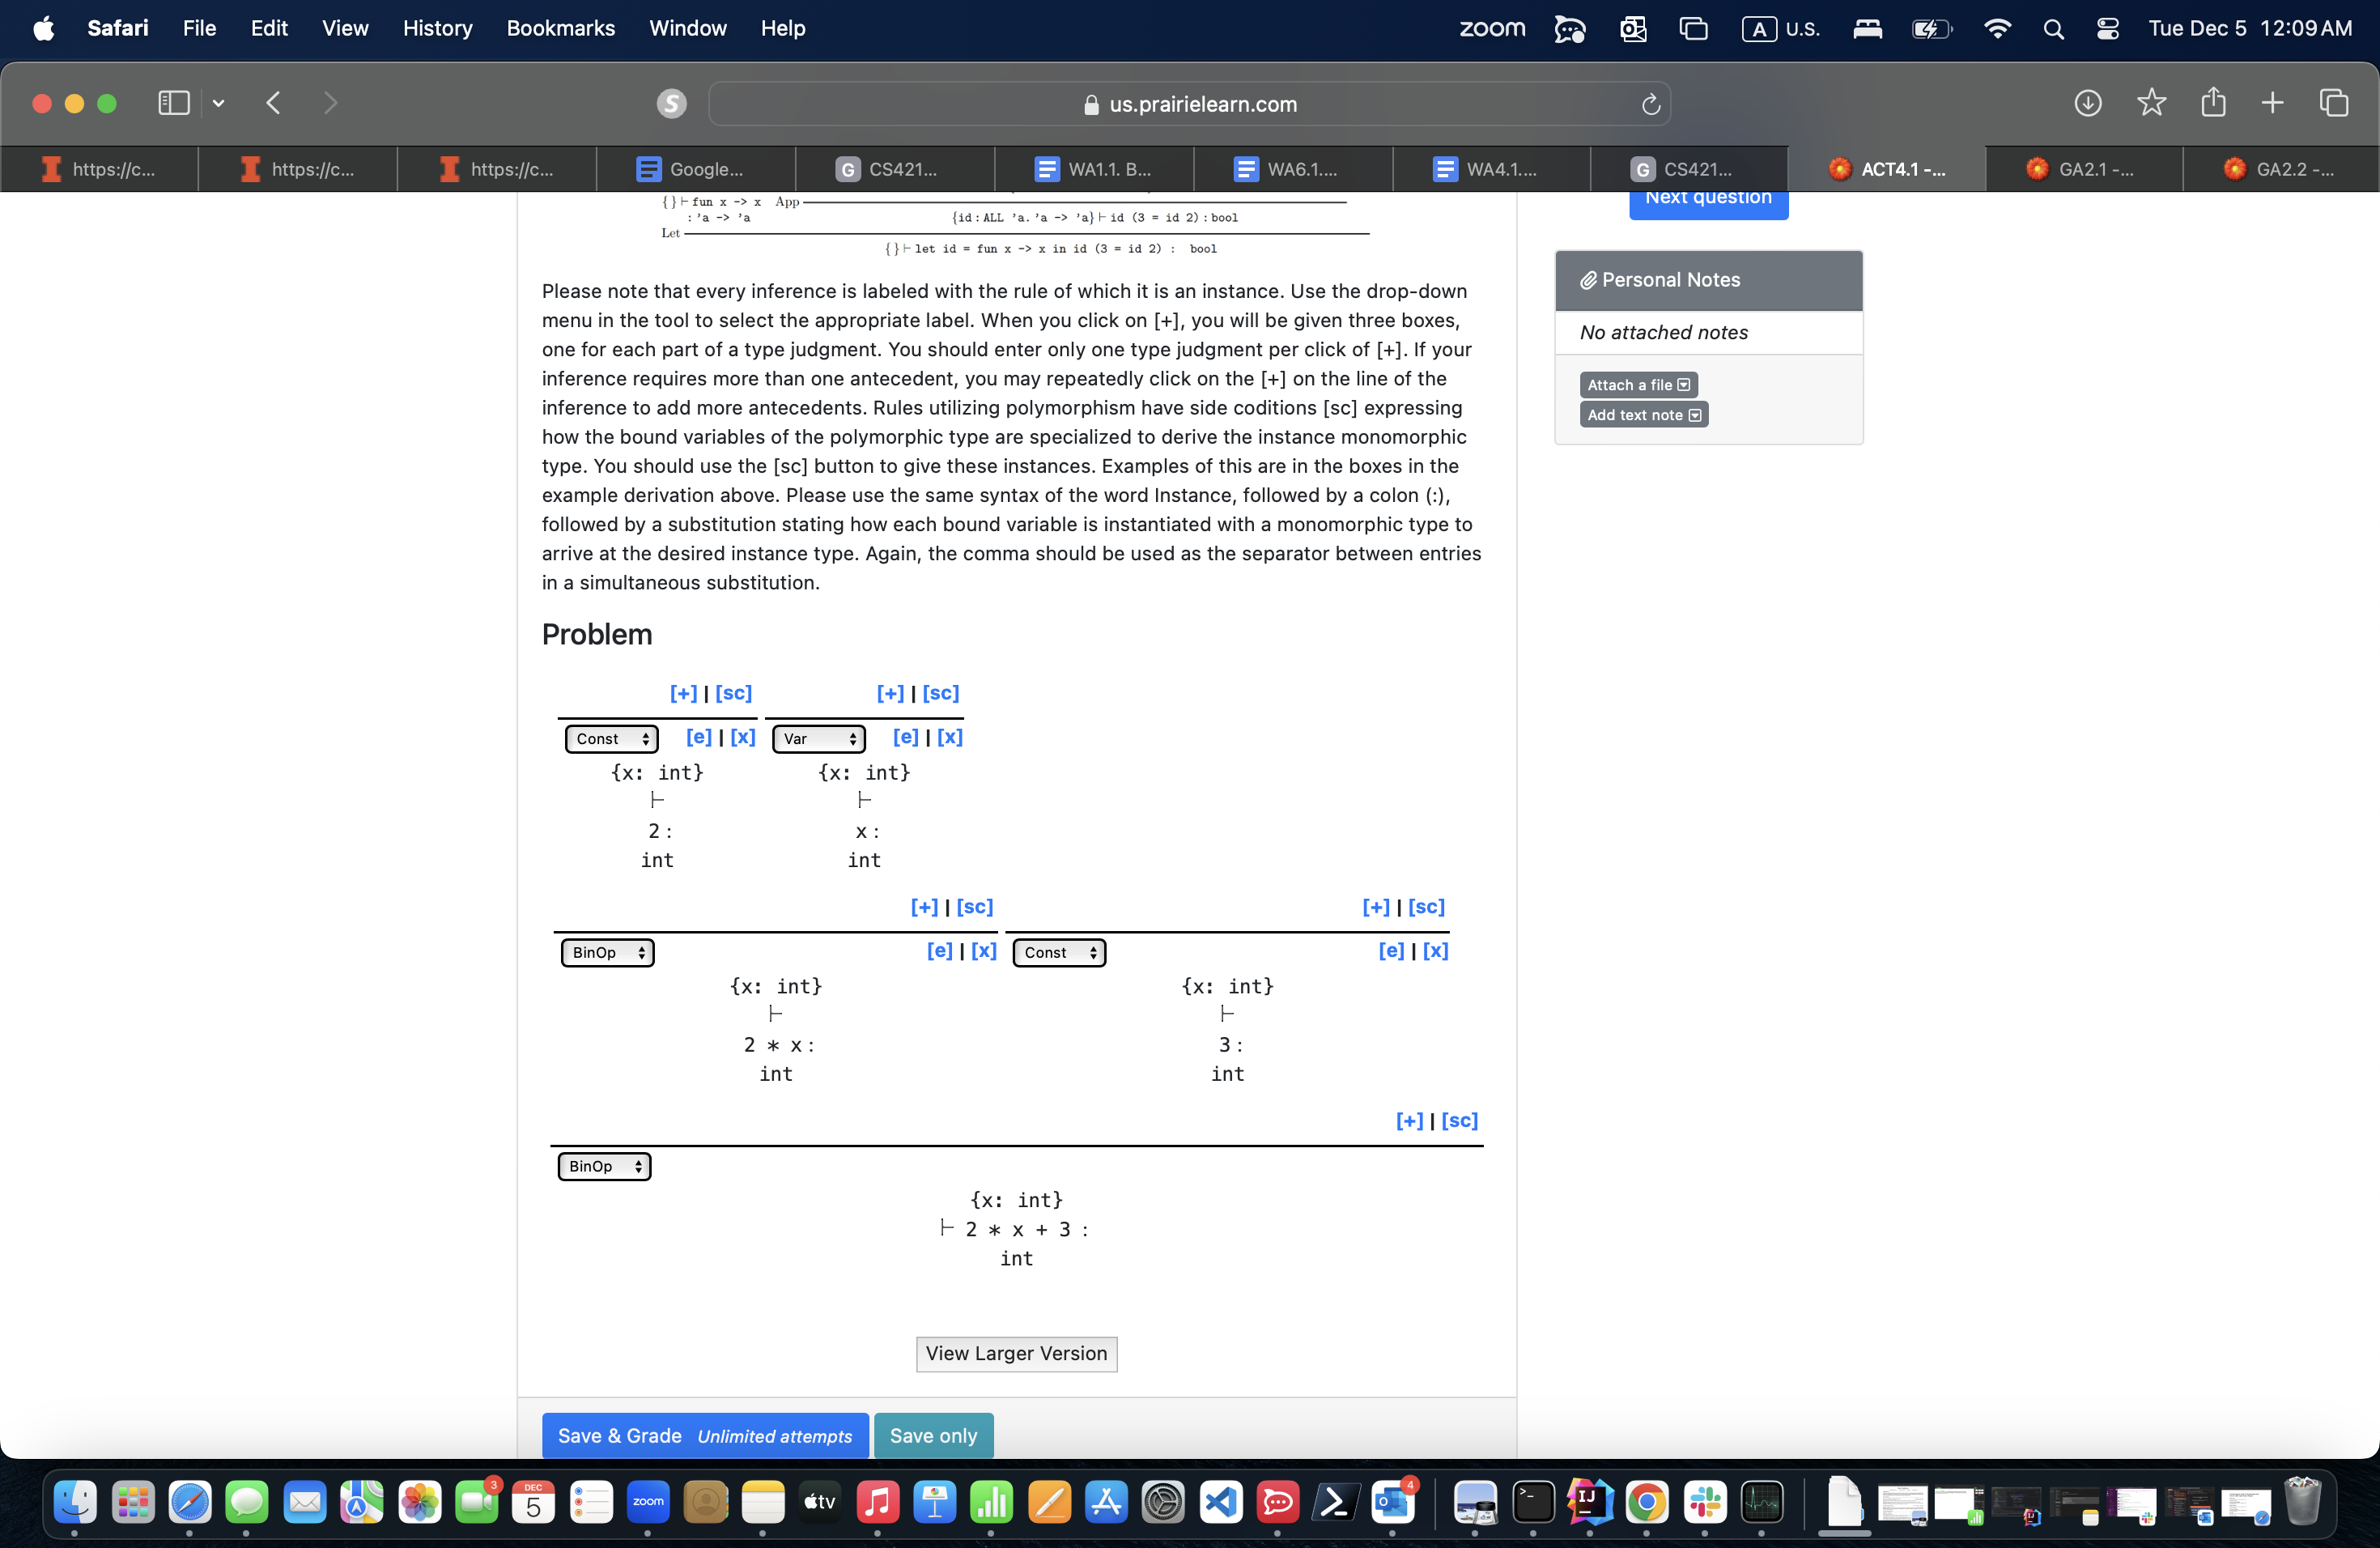 Safari File Edit View History Bookmarks Window Help zoom A U.S. Tue Dec 5 12:09 AM
S us.prairielearn.com
https://c... https://c... https://c... Google... G CS421... WA1.1. B... WA6.1.... WA4.1.... G CS421... ACT4.1 -... GA2.1 -... GA2.2 -...
{ } ⊢ fun x -> x App
: 'a -> 'a {id : ALL 'a. 'a -> 'a} ⊢ id (3 = id 2) : bool
Let
{ } ⊢ let id = fun x -> x in id (3 = id 2) : bool
Next question
Personal Notes
No attached notes
Attach a file
Add text note
Please note that every inference is labeled with the rule of which it is an instance. Use the drop-down
menu in the tool to select the appropriate label. When you click on [+], you will be given three boxes,
one for each part of a type judgment. You should enter only one type judgment per click of [+]. If your
inference requires more than one antecedent, you may repeatedly click on the [+] on the line of the
inference to add more antecedents. Rules utilizing polymorphism have side coditions [sc] expressing
how the bound variables of the polymorphic type are specialized to derive the instance monomorphic
type. You should use the [sc] button to give these instances. Examples of this are in the boxes in the
example derivation above. Please use the same syntax of the word Instance, followed by a colon (:),
followed by a substitution stating how each bound variable is instantiated with a monomorphic type to
arrive at the desired instance type. Again, the comma should be used as the separator between entries
in a simultaneous substitution.
Problem
[+] | [sc] [+] | [sc]
Const [e] | [x] Var [e] | [x]
{x: int} {x: int}
⊢ ⊢
2 : x :
int int
[+] | [sc] [+] | [sc]
BinOp [e] | [x] Const [e] | [x]
{x: int} {x: int}
⊢ ⊢
2 * x : 3 :
int int
[+] | [sc]
BinOp
{x: int}
⊢ 2 * x + 3 :
int
View Larger Version
Save & Grade Unlimited attempts Save only
3 DEC 5 zoom tv 4 IJ